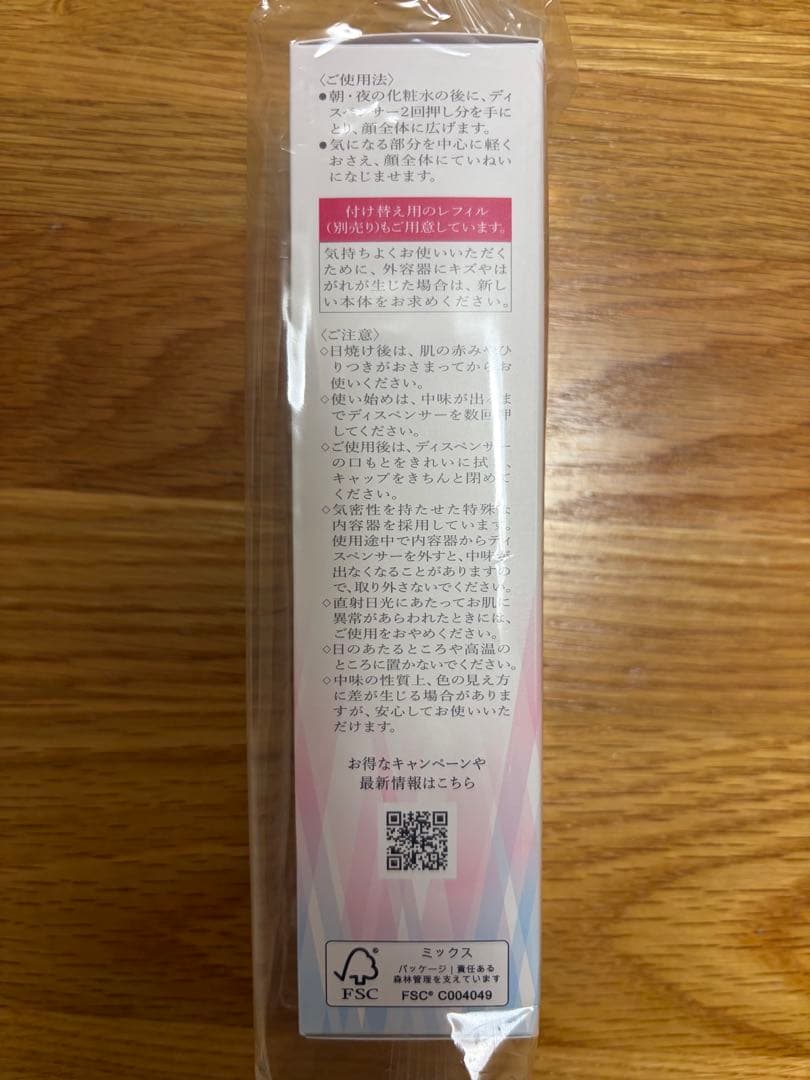 〈ご使用法〉
●朝・夜の化粧水の後に、ディ
スペンサー2回押し分を手に
とり、顔全体に広げます。
●気になる部分を中心に軽く
おさえ、顔全体にていねい
になじませます。
付け替え用のレフィル
(別売り)もご用意しています。
気持ちよくお使いいただく
ために、外容器にキズやは
がれが生じた場合は、新し
い本体をお求めください。
〈ご注意〉
◇日焼け後は、肌の赤みやひ
りつきがおさまってからお
使いください。
◇使い始めは、中味が出るま
でディスペンサーを数回押
してください。
◇ご使用後は、ディスペンサー
の口もとをきれいに拭き、
キャップをきちんと閉めて
ください。
◇気密性を持たせた特殊な
内容器を採用しています。
使用途中で内容器からディ
スペンサーを外すと、中味が
出なくなることがありますの
で、取り外さないでください。
◇直射日光にあたってお肌に
異常があらわれたときには、
ご使用をおやめください。
◇日のあたるところや高温の
ところに置かないでください。
◇中味の性質上、色の見え方
に差が生じる場合がありま
すが、安心してお使いいた
だけます。
お得なキャンペーンや
最新情報はこちら
FSC
ミックス
パッケージ|責任ある
森林管理を支えています
FSC® C004049